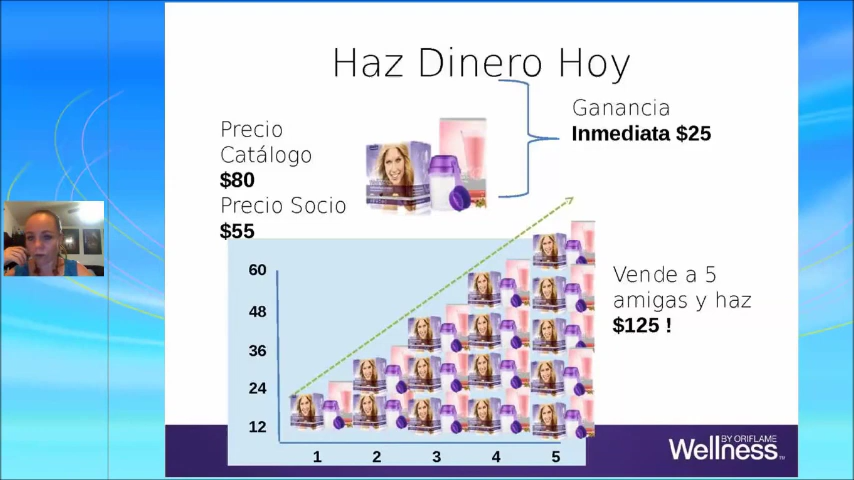 Haz Dinero Hoy
Precio
Catálogo
$80
Precio Socio
$55
Ganancia
Inmediata $25
Vende a 5
amigas y haz
$125 !
60
48
36
24
12
1 2 3 4 5
Wellness BY ORIFLAME